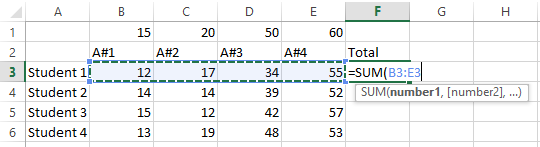 A B C D E F G H
1 15 20 50 60
2 A#1 A#2 A#3 A#4 Total
3 Student 1 12 17 34 55 =SUM(B3:E3
SUM(number1, [number2], ...)
4 Student 2 14 14 39 52
5 Student 3 15 12 42 57
6 Student 4 13 19 48 53